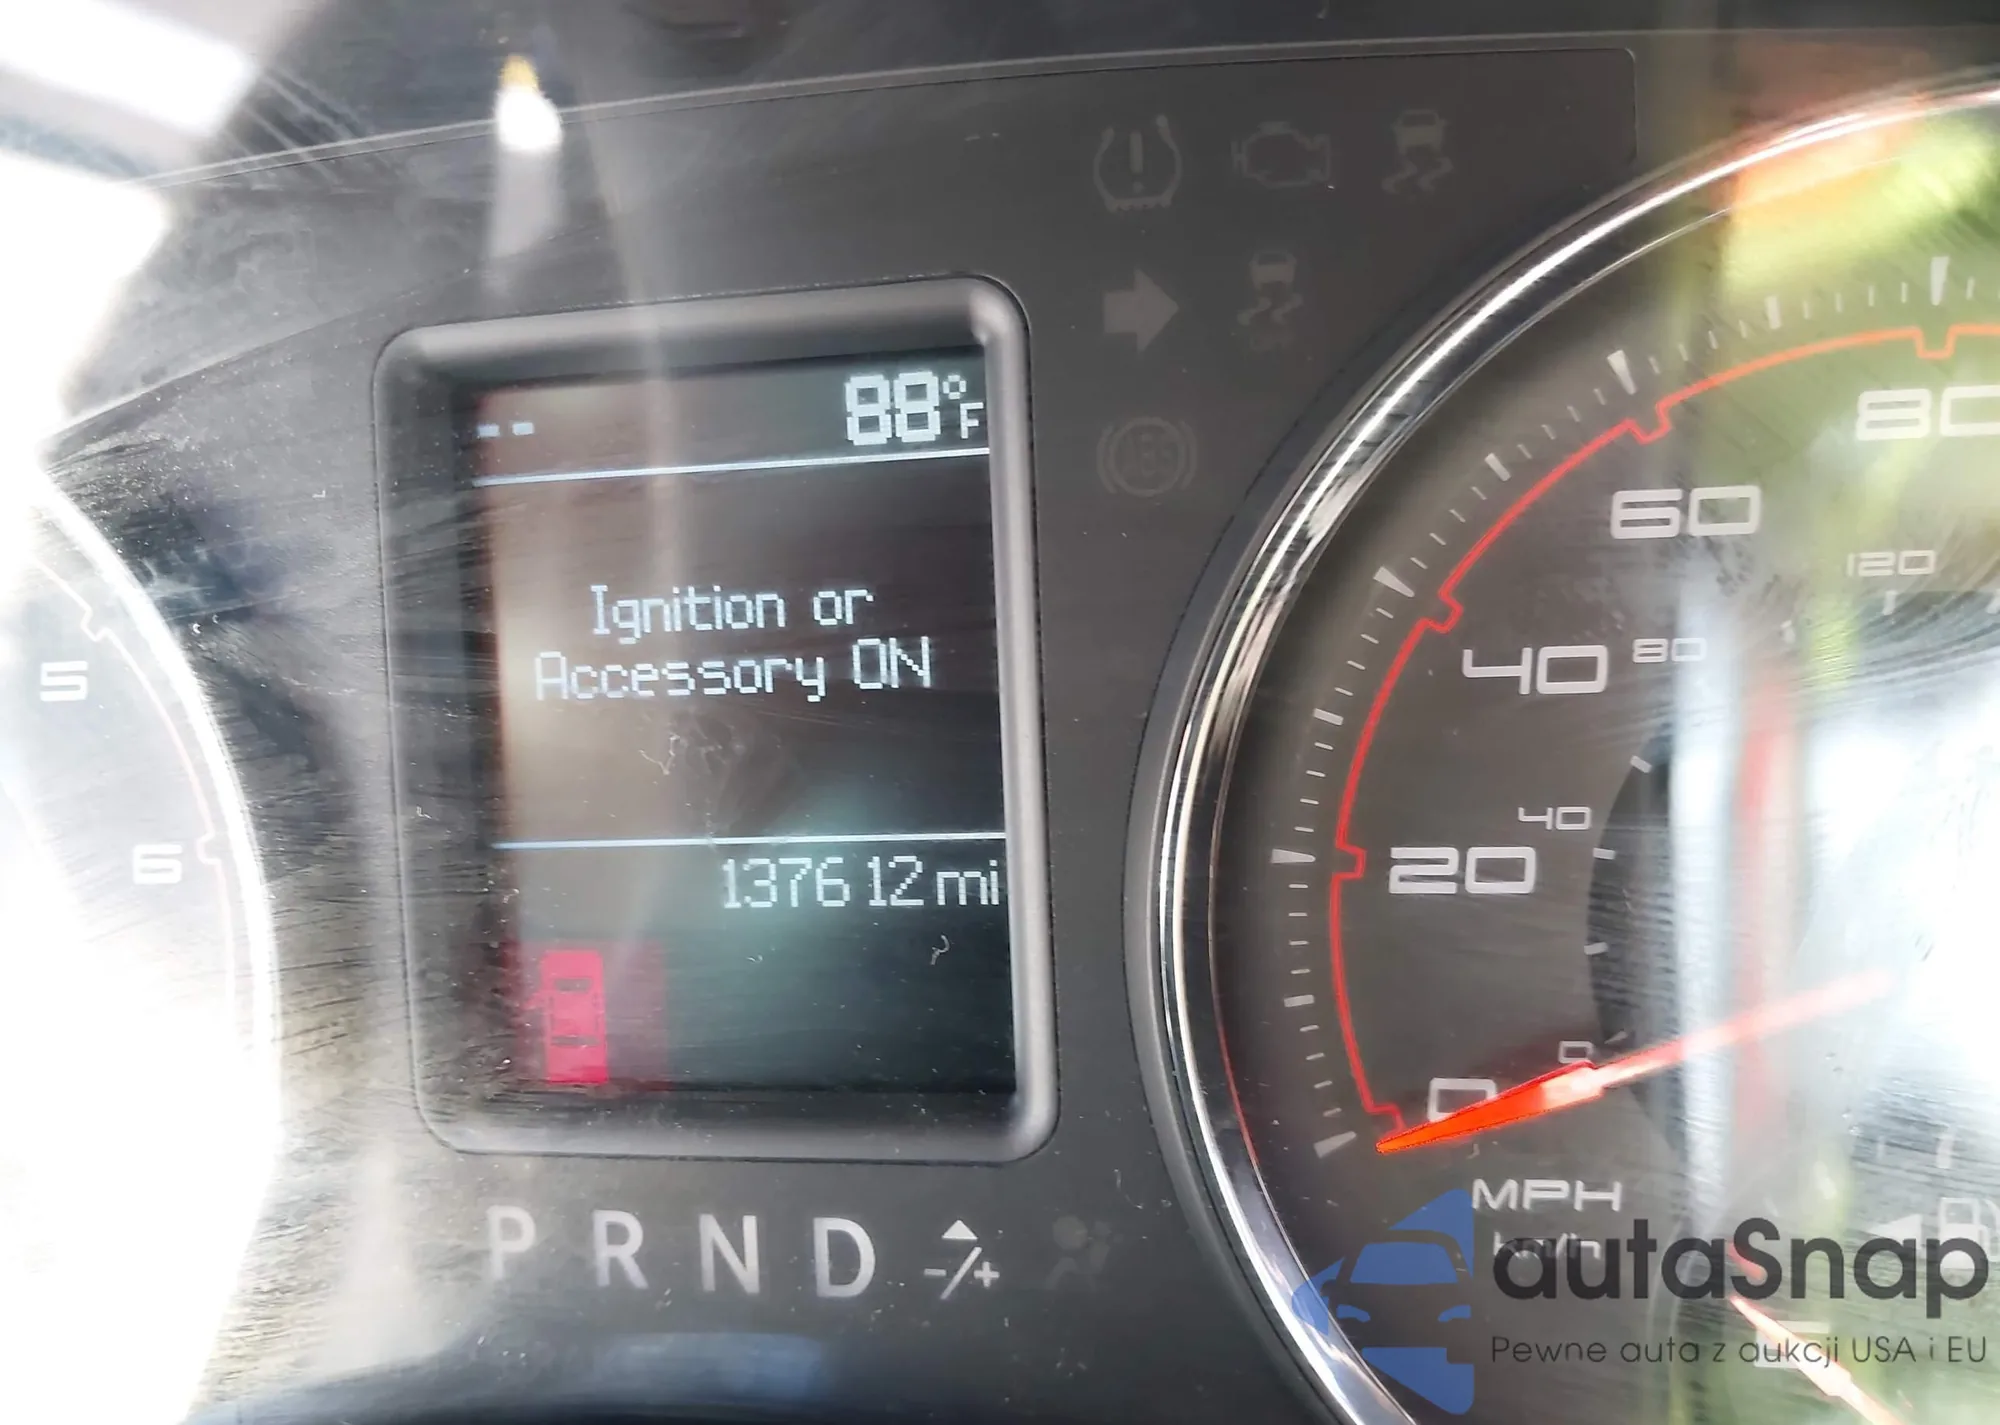 -- 88°F
Ignition or
Accessory ON
137612 mi
P R N D -/+
5
6
80
60
120
40 80
40
20
0
0
MPH
km/h
E
autaSnap
Pewne auta z aukcji USA i EU